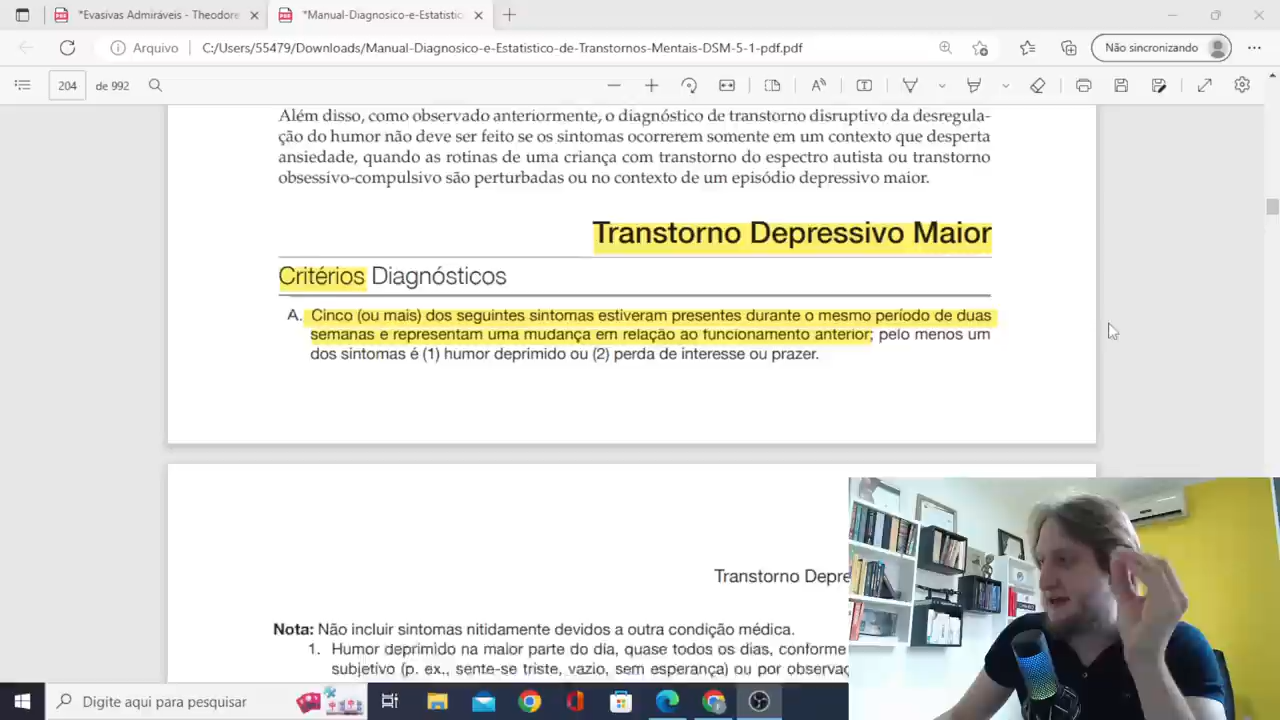 *Evasivas Admiráveis - Theodore
*Manual-Diagnosico-e-Estatistic
Arquivo
C:/Users/55479/Downloads/Manual-Diagnosico-e-Estatistico-de-Transtornos-Mentais-DSM-5-1-pdf.pdf
Não sincronizando
204
de 992
Além disso, como observado anteriormente, o diagnóstico de transtorno disruptivo da desregula-
ção do humor não deve ser feito se os sintomas ocorrerem somente em um contexto que desperta
ansiedade, quando as rotinas de uma criança com transtorno do espectro autista ou transtorno
obsessivo-compulsivo são perturbadas ou no contexto de um episódio depressivo maior.
Transtorno Depressivo Maior
Critérios Diagnósticos
A. Cinco (ou mais) dos seguintes sintomas estiveram presentes durante o mesmo período de duas
semanas e representam uma mudança em relação ao funcionamento anterior; pelo menos um
dos sintomas é (1) humor deprimido ou (2) perda de interesse ou prazer.
Transtorno Depre
Nota: Não incluir sintomas nitidamente devidos a outra condição médica.
1. Humor deprimido na maior parte do dia, quase todos os dias, conforme
subjetivo (p. ex., sente-se triste, vazio, sem esperança) ou por observaç
Digite aqui para pesquisar